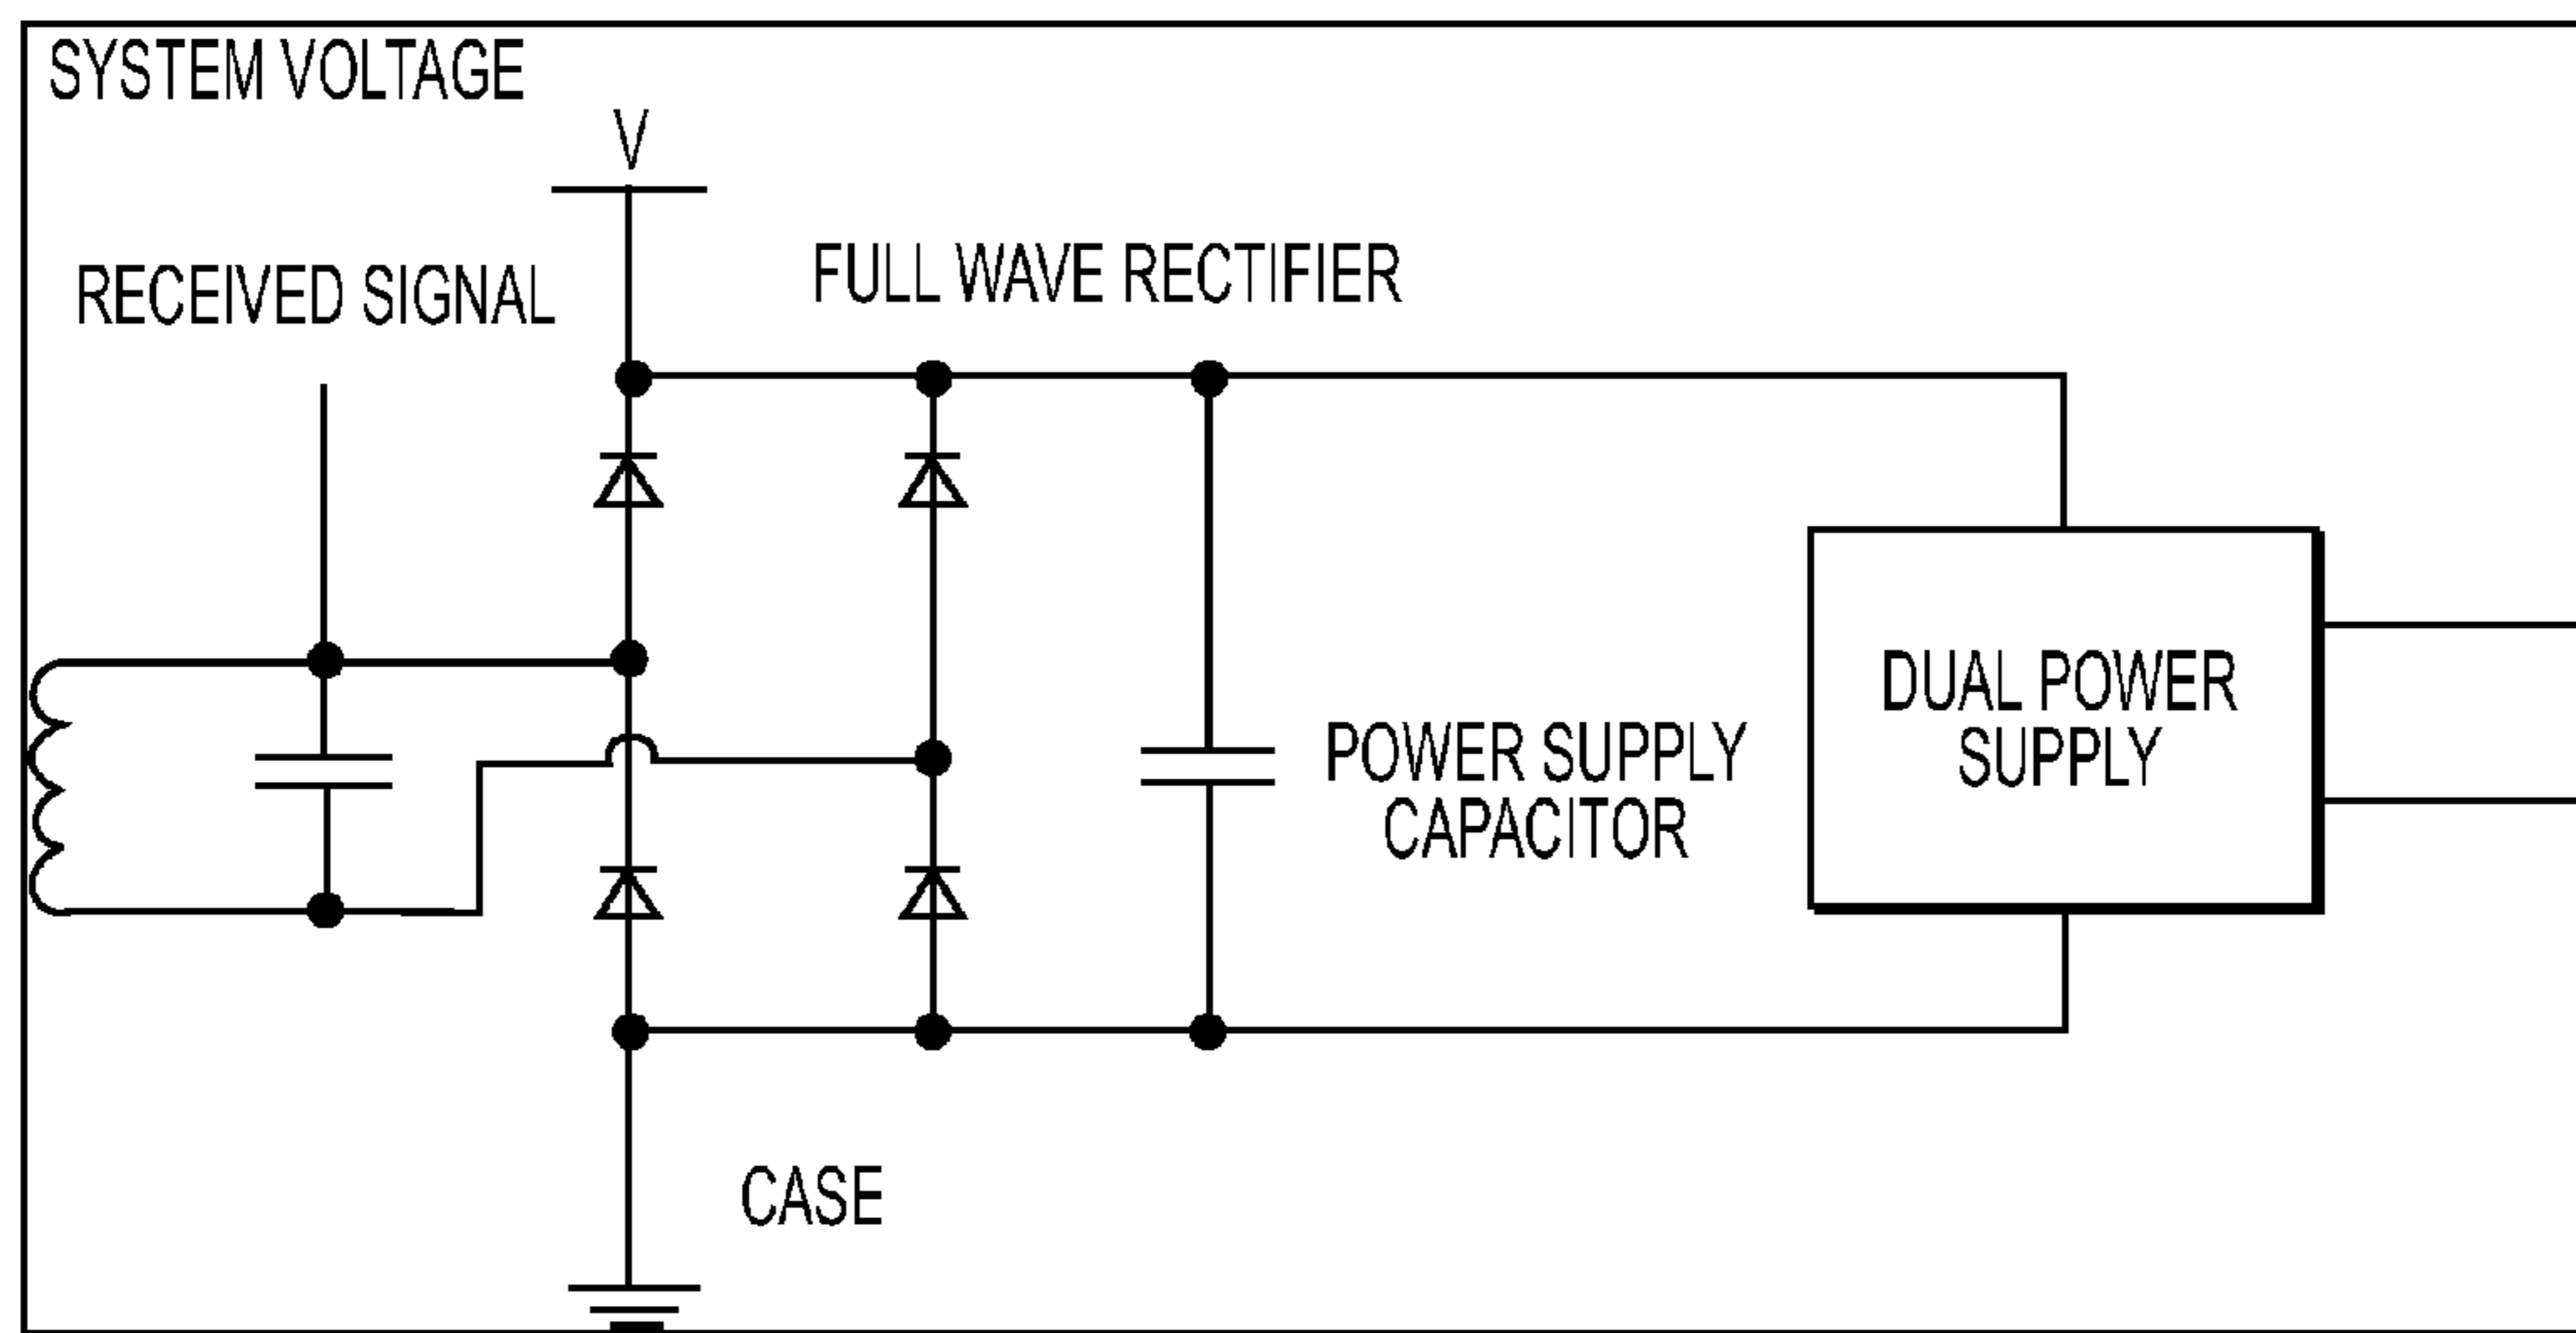 SYSTEM VOLTAGE
V
RECEIVED SIGNAL
FULL WAVE RECTIFIER
DUAL POWER
SUPPLY
POWER SUPPLY
CAPACITOR
CASE